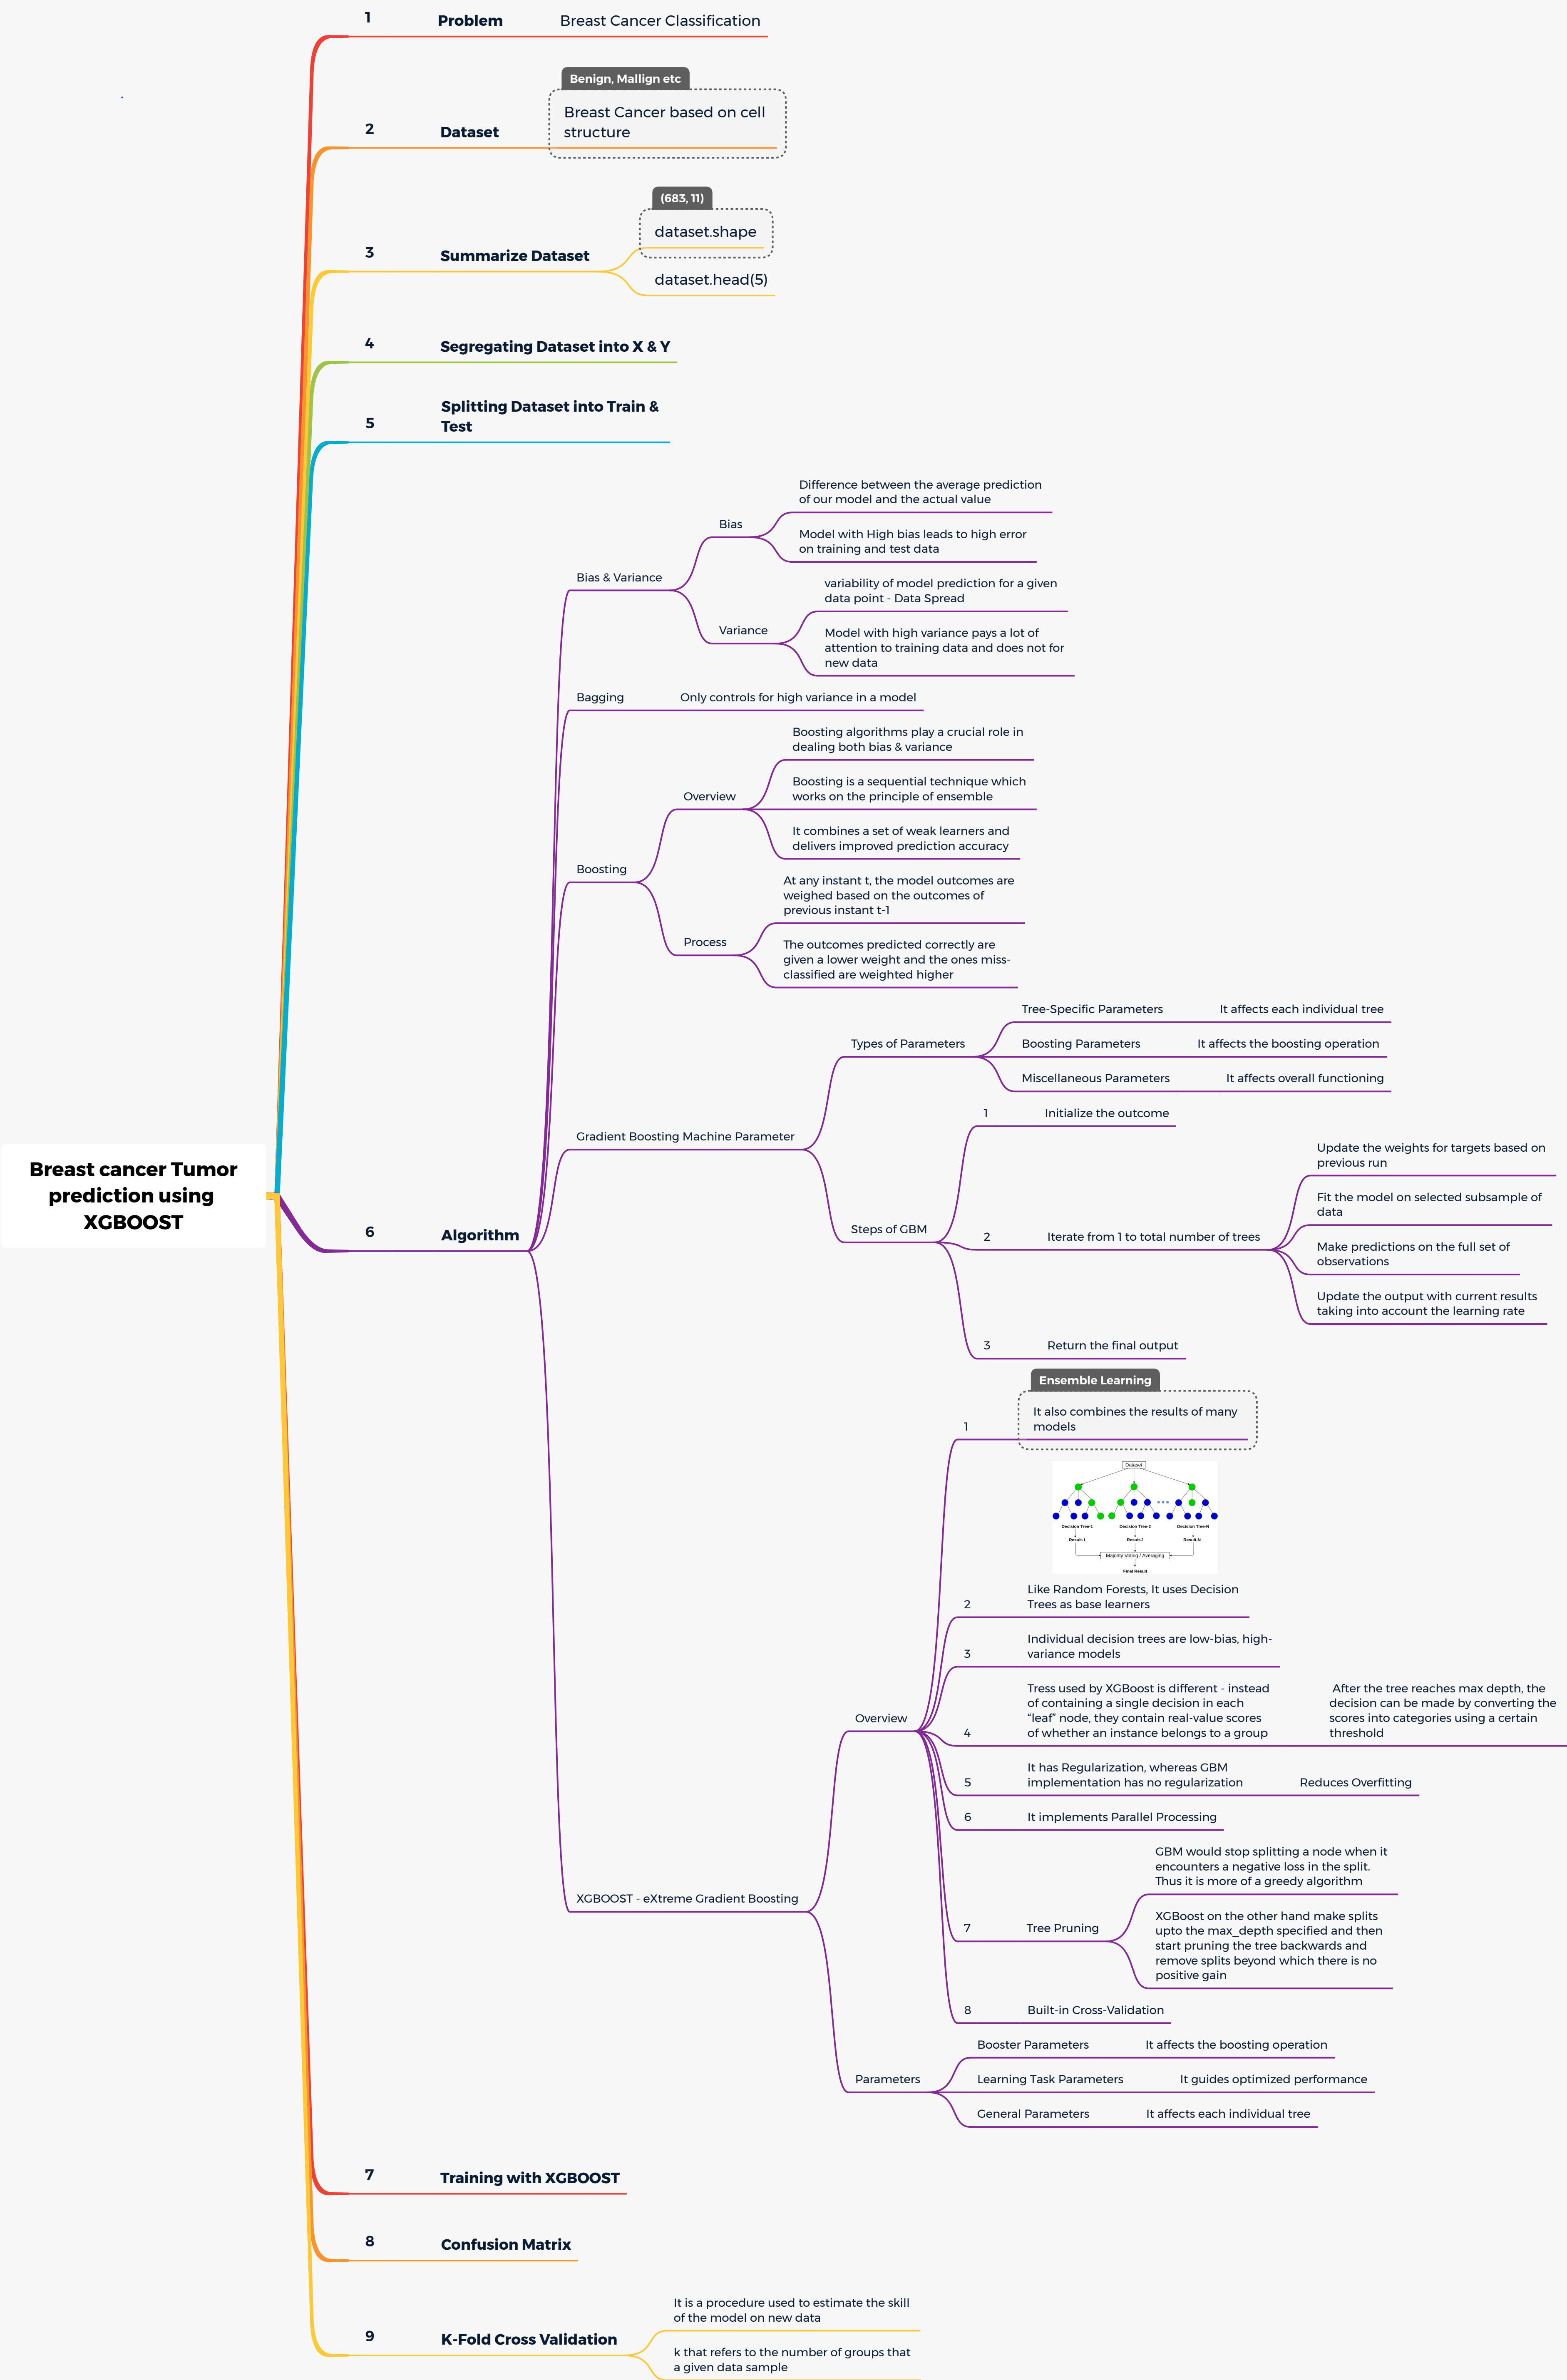 1 Problem Breast Cancer Classification
Benign, Mallign etc
2 Dataset
Breast Cancer based on cell
structure
(683, 11)
dataset.shape
3 Summarize Dataset
dataset.head(5)
4 Segregating Dataset into X & Y
5
Splitting Dataset into Train &
Test
Difference between the average prediction
of our model and the actual value
Bias
Model with High bias leads to high error
on training and test data
Bias & Variance
variability of model prediction for a given
data point - Data Spread
Variance
Model with high variance pays a lot of
attention to training data and does not for
new data
Bagging Only controls for high variance in a model
Boosting algorithms play a crucial role in
dealing both bias & variance
Overview
Boosting is a sequential technique which
works on the principle of ensemble
It combines a set of weak learners and
delivers improved prediction accuracy
Boosting
At any instant t, the model outcomes are
weighed based on the outcomes of
previous instant t-1
Process
The outcomes predicted correctly are
given a lower weight and the ones miss-
classified are weighted higher
Tree-Specific Parameters It affects each individual tree
Types of Parameters
Boosting Parameters It affects the boosting operation
Miscellaneous Parameters It affects overall functioning
1 Initialize the outcome
Gradient Boosting Machine Parameter
Update the weights for targets based on
previous run
Fit the model on selected subsample of
data
Steps of GBM
2 Iterate from 1 to total number of trees
Make predictions on the full set of
observations
Update the output with current results
taking into account the learning rate
3 Return the final output
Breast cancer Tumor
prediction using
XGBOOST
6 Algorithm
Ensemble Learning
1
It also combines the results of many
models
Dataset
Decision Tree-1 Decision Tree-2 Decision Tree-N
Result-1 Result-2 Result-N
Majority Voting / Averaging
Final Result
2
Like Random Forests, It uses Decision
Trees as base learners
3
Individual decision trees are low-bias, high-
variance models
Overview
4
Tress used by XGBoost is different - instead
of containing a single decision in each
“leaf” node, they contain real-value scores
of whether an instance belongs to a group
After the tree reaches max depth, the
decision can be made by converting the
scores into categories using a certain
threshold
5
It has Regularization, whereas GBM
implementation has no regularization
Reduces Overfitting
6 It implements Parallel Processing
GBM would stop splitting a node when it
encounters a negative loss in the split.
Thus it is more of a greedy algorithm
XGBOOST - eXtreme Gradient Boosting
7 Tree Pruning
XGBoost on the other hand make splits
upto the max_depth specified and then
start pruning the tree backwards and
remove splits beyond which there is no
positive gain
8 Built-in Cross-Validation
Booster Parameters It affects the boosting operation
Parameters
Learning Task Parameters It guides optimized performance
General Parameters It affects each individual tree
7 Training with XGBOOST
8 Confusion Matrix
It is a procedure used to estimate the skill
of the model on new data
9 K-Fold Cross Validation
k that refers to the number of groups that
a given data sample